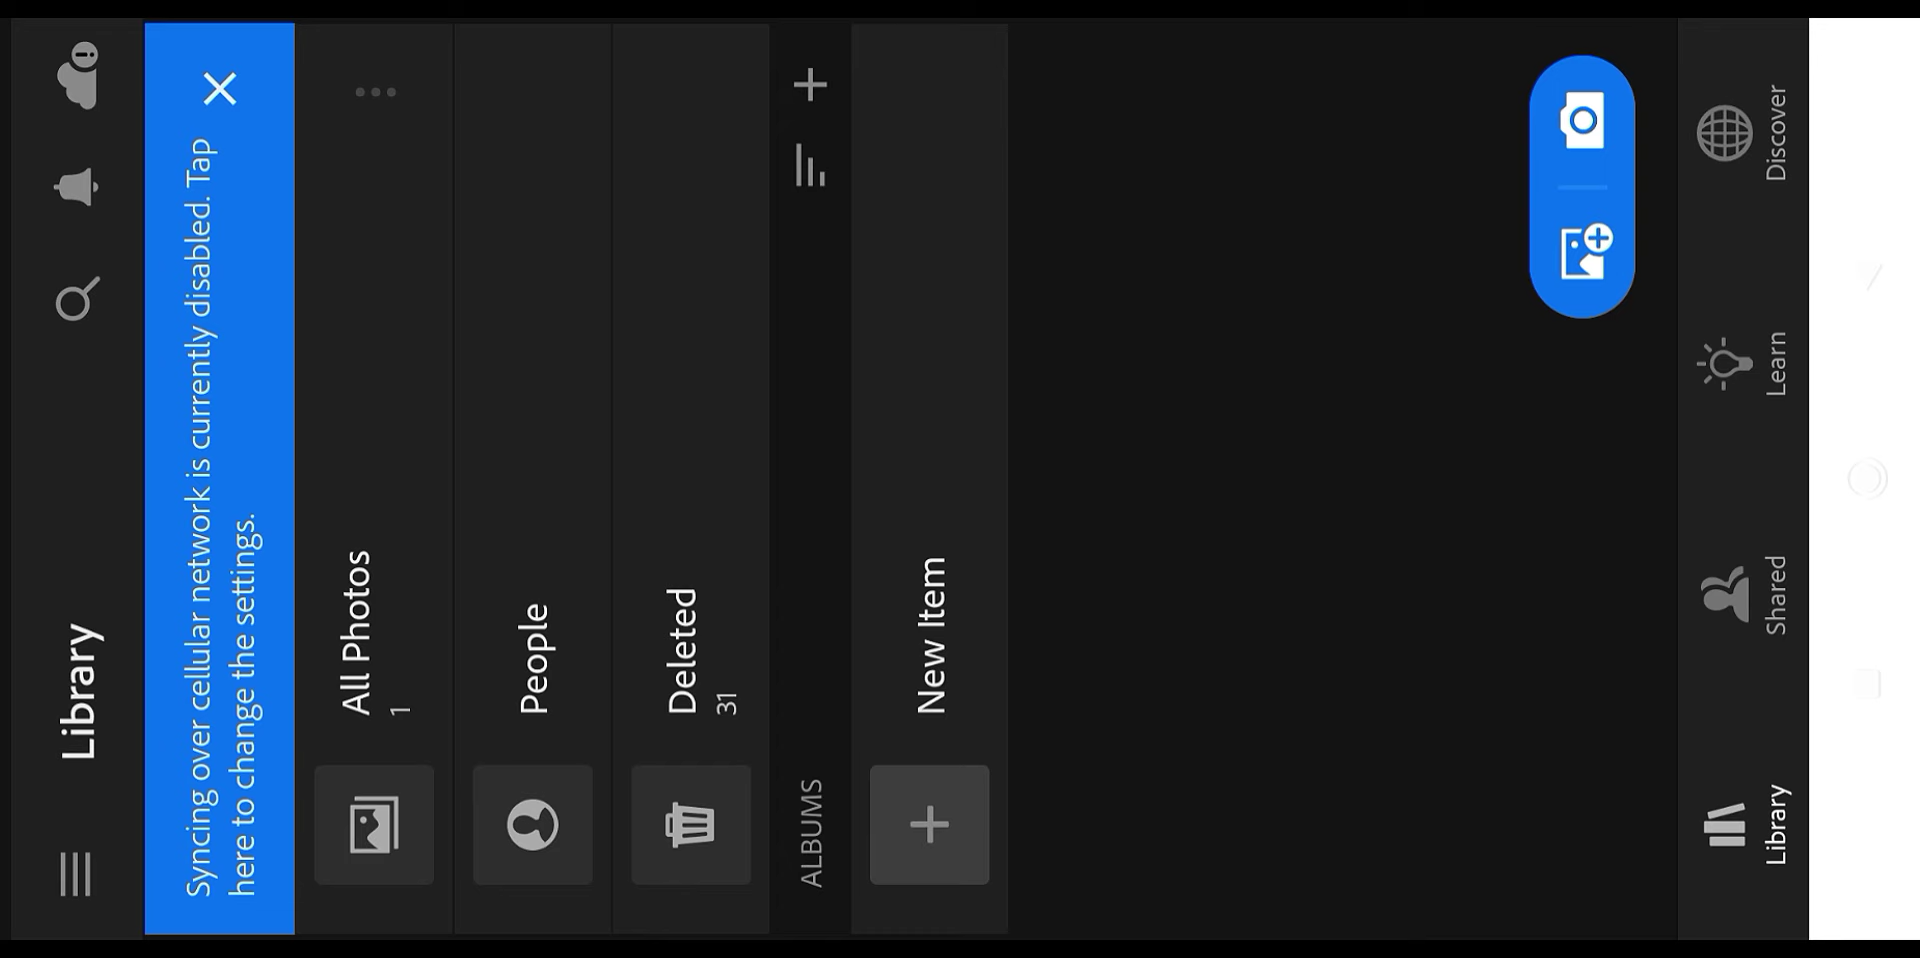 Library
Syncing over cellular network is currently disabled. Tap
here to change the settings.
All Photos
1
People
Deleted
31
ALBUMS
New Item
Library
Shared
Learn
Discover